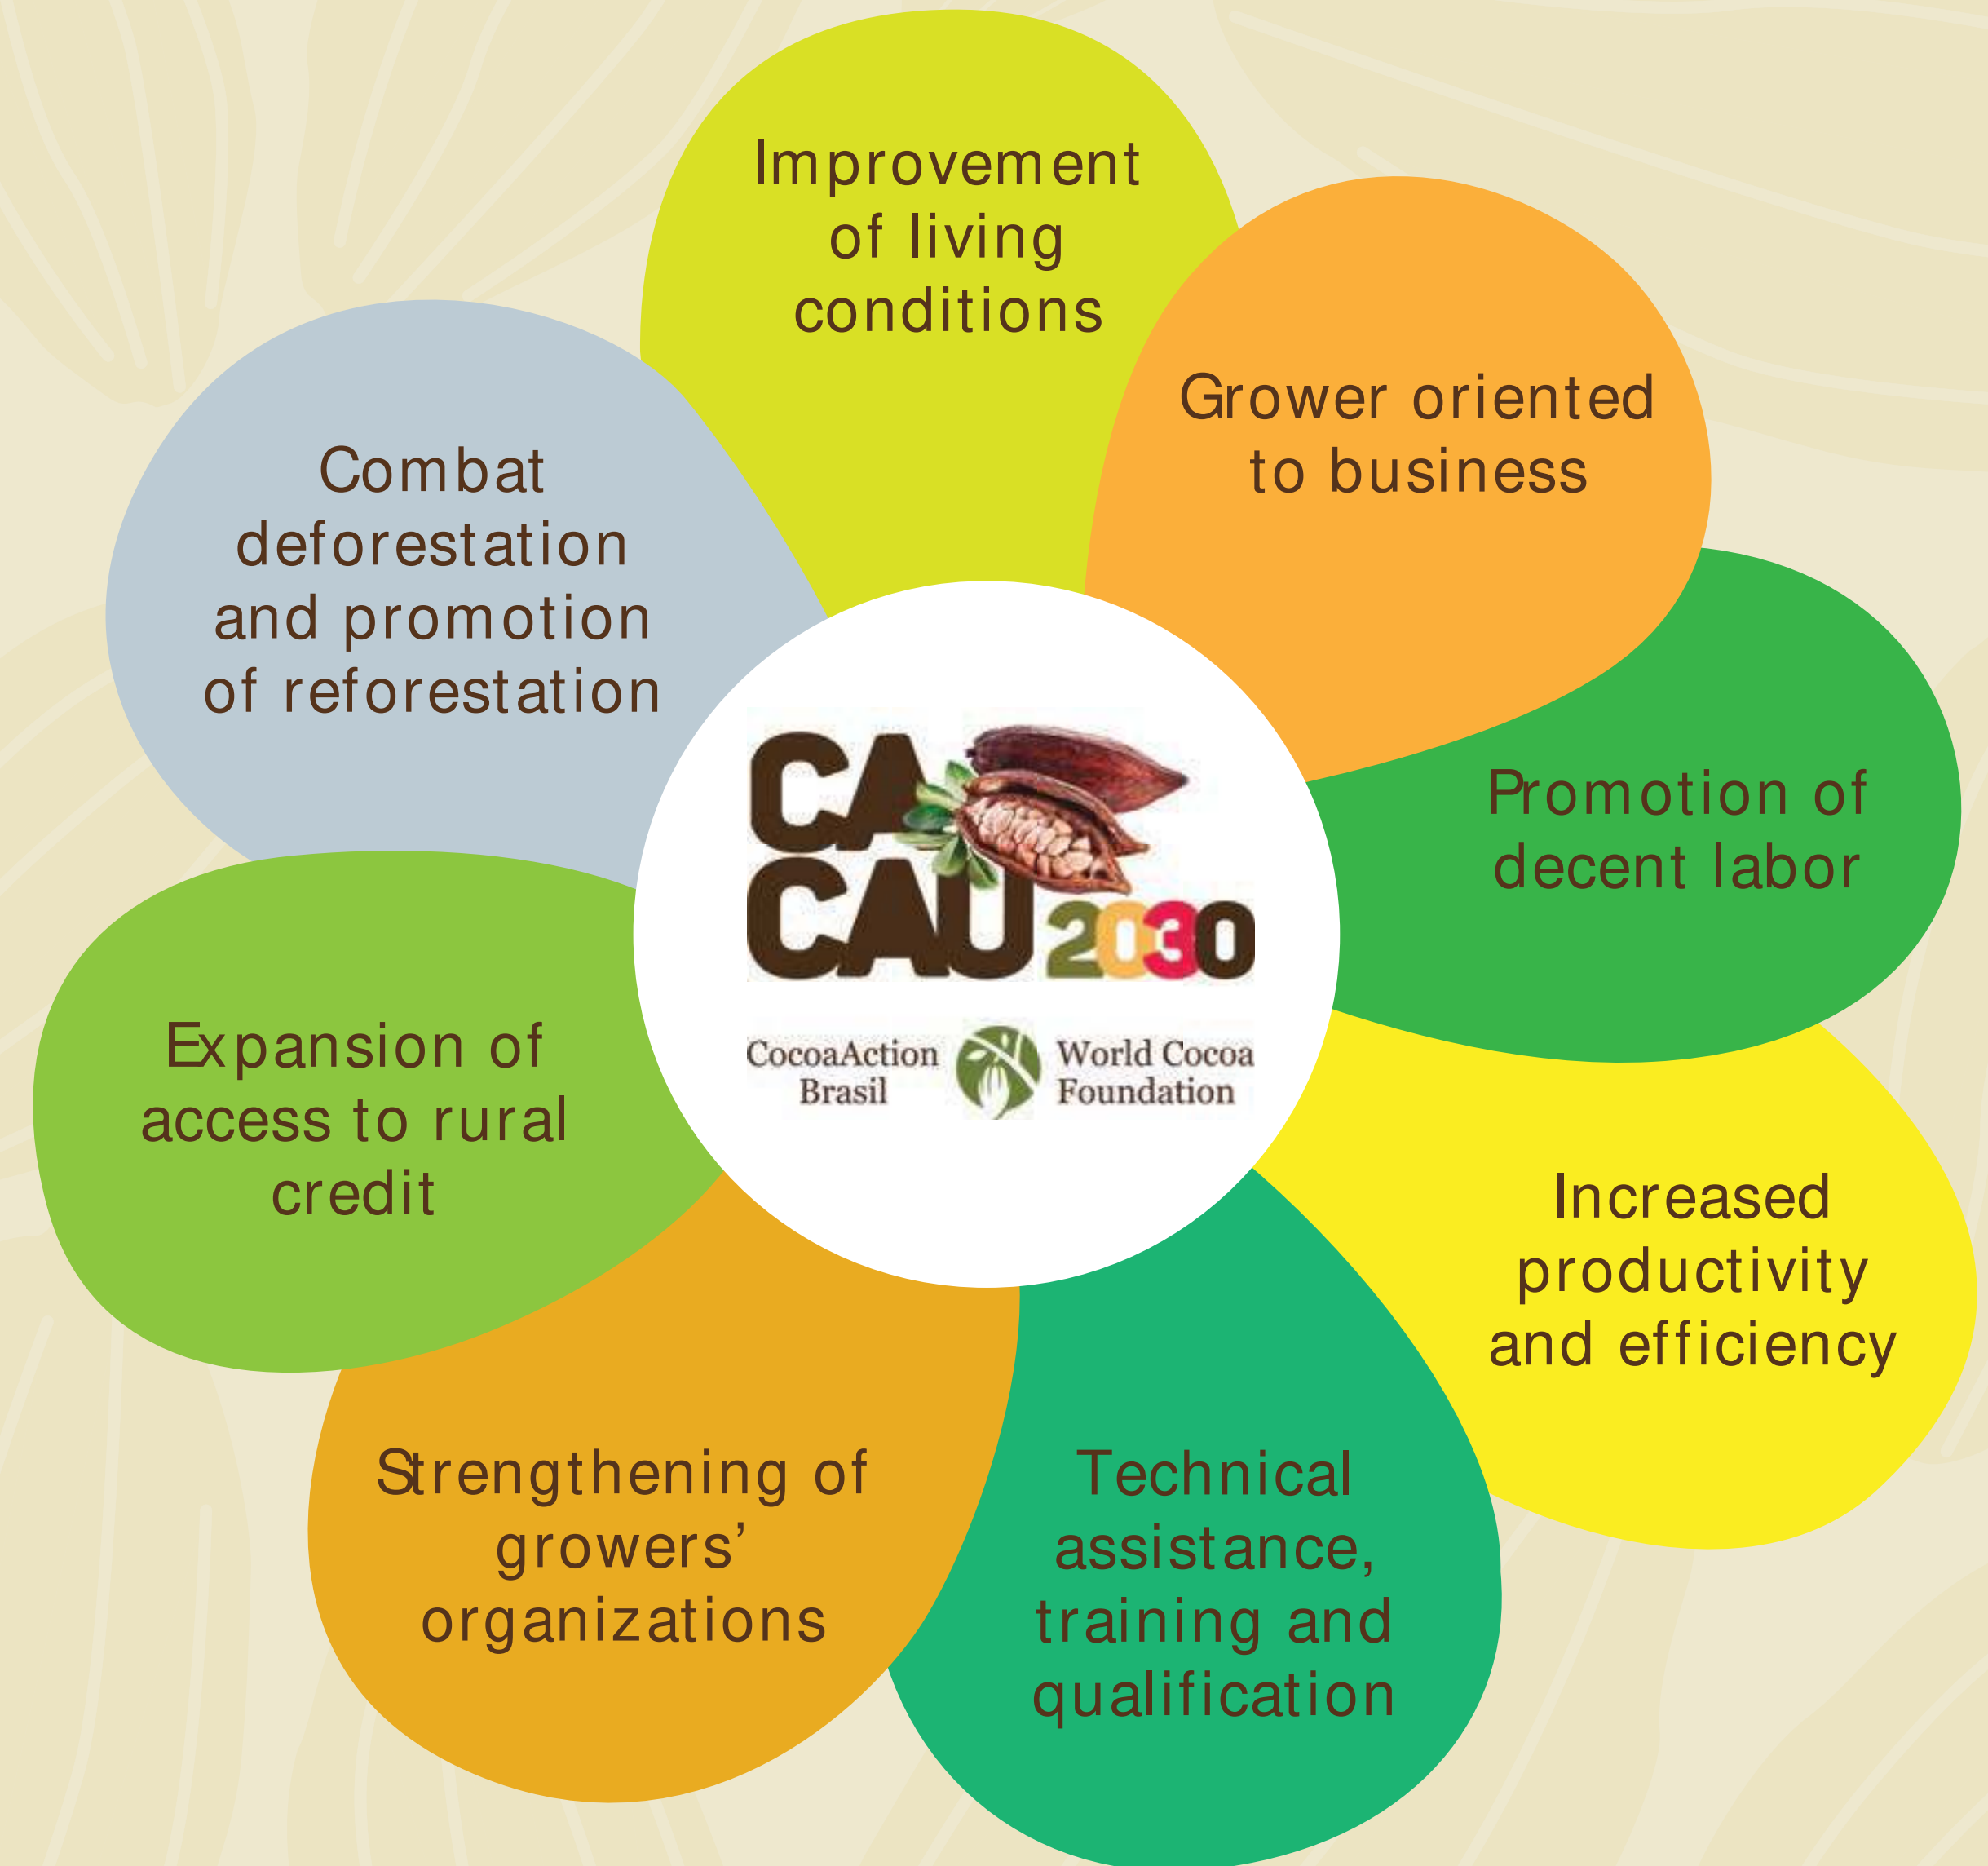 Improvement
of living
conditions
Grower oriented
to business
Promotion of
decent labor
Increased
productivity
and efficiency
Technical
assistance,
training and
qualification
Strengthening of
growers’
organizations
Expansion of
access to rural
credit
Combat
deforestation
and promotion
of reforestation
CA
CAU 2030
CocoaAction
Brasil
World Cocoa
Foundation